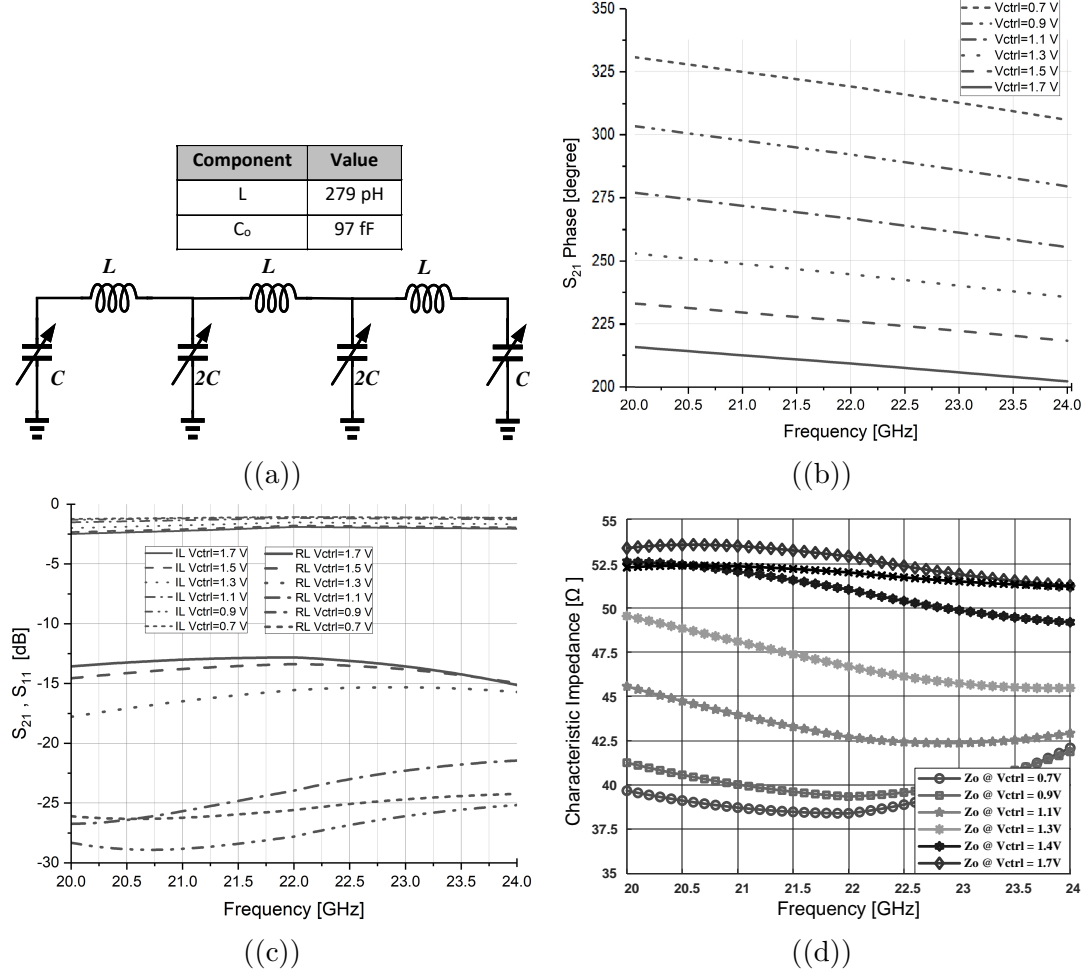 Component Value
L 279 pH
Co 97 fF
L L L
C 2C 2C C
((a))
Vctrl=0.7 V
Vctrl=0.9 V
Vctrl=1.1 V
Vctrl=1.3 V
Vctrl=1.5 V
Vctrl=1.7 V
S21 Phase [degree]
350
325
300
275
250
225
200
20.0 20.5 21.0 21.5 22.0 22.5 23.0 23.5 24.0
Frequency [GHz]
((b))
S21 , S11 [dB]
0
-5
-10
-15
-20
-25
-30
IL Vctrl=1.7 V RL Vctrl=1.7 V
IL Vctrl=1.5 V RL Vctrl=1.5 V
IL Vctrl=1.3 V RL Vctrl=1.3 V
IL Vctrl=1.1 V RL Vctrl=1.1 V
IL Vctrl=0.9 V RL Vctrl=0.9 V
IL Vctrl=0.7 V RL Vctrl=0.7 V
20.0 20.5 21.0 21.5 22.0 22.5 23.0 23.5 24.0
Frequency [GHz]
((c))
Characteristic Impedance [Ω]
55
52.5
50
47.5
45
42.5
40
37.5
35
Zo @ Vctrl = 0.7V
Zo @ Vctrl = 0.9V
Zo @ Vctrl = 1.1V
Zo @ Vctrl = 1.3V
Zo @ Vctrl = 1.4V
Zo @ Vctrl = 1.7V
20 20.5 21 21.5 22 22.5 23 23.5 24
Frequency [GHz]
((d))